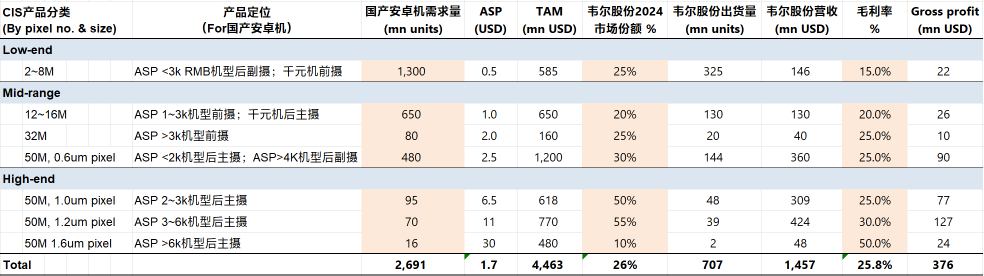 CIS产品分类 产品定位 国产安卓机需求量 ASP TAM 韦尔股份2024 韦尔股份出货量 韦尔股份营收 毛利率 Gross profit
(By pixel no. & size) （For国产安卓机） (mn units) (USD) (mn USD) 市场份额 % (mn units) (mn USD) % (mn USD)
Low-end
2~8M ASP <3k RMB机型后副摄；千元机前摄 1,300 0.5 585 25% 325 146 15.0% 22
Mid-range
12~16M ASP 1~3k机型前摄；千元机后主摄 650 1.0 650 20% 130 130 20.0% 26
32M ASP >3k机型前摄 80 2.0 160 25% 20 40 25.0% 10
50M, 0.6um pixel ASP <2k机型后主摄；ASP>4K机型后副摄 480 2.5 1,200 30% 144 360 25.0% 90
High-end
50M, 1.0um pixel ASP 2~3k机型后主摄 95 6.5 618 50% 48 309 25.0% 77
50M, 1.2um pixel ASP 3~6k机型后主摄 70 11 770 55% 39 424 30.0% 127
50M 1.6um pixel ASP >6k机型后主摄 16 30 480 10% 2 48 50.0% 24
Total 2,691 1.7 4,463 26% 707 1,457 25.8% 376